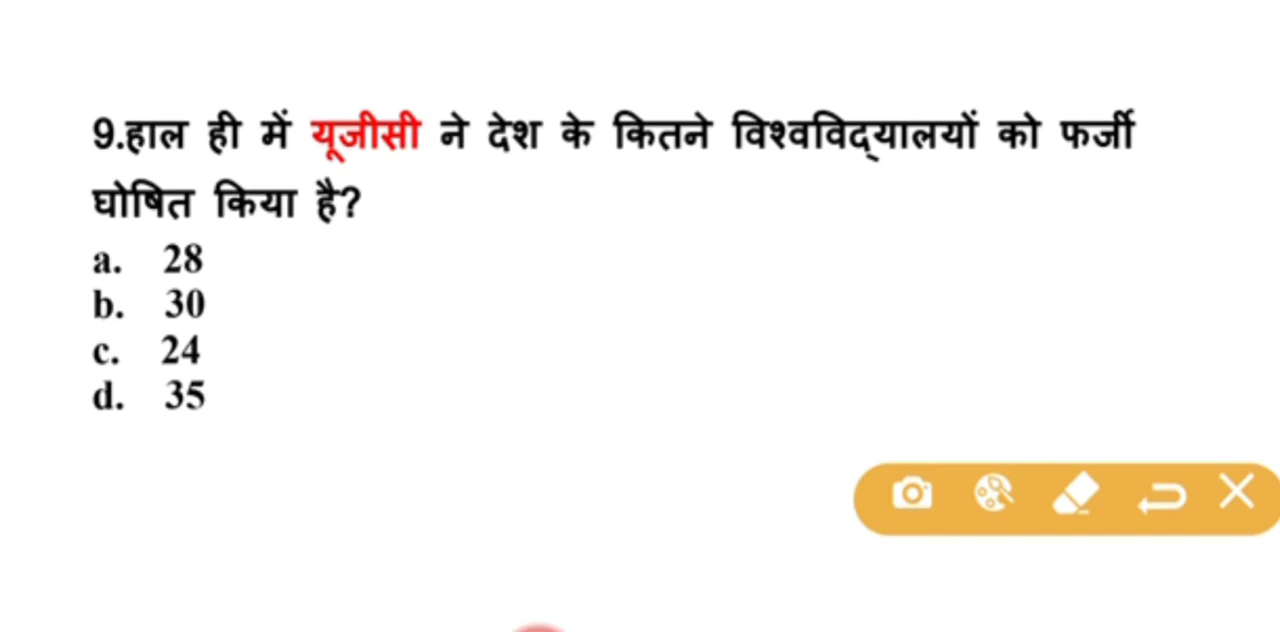 9.हाल ही में यूजीसी ने देश के कितने विश्वविद्‌यालयों को फर्जी
घोषित किया है?
a. 28
b. 30
c. 24
d. 35